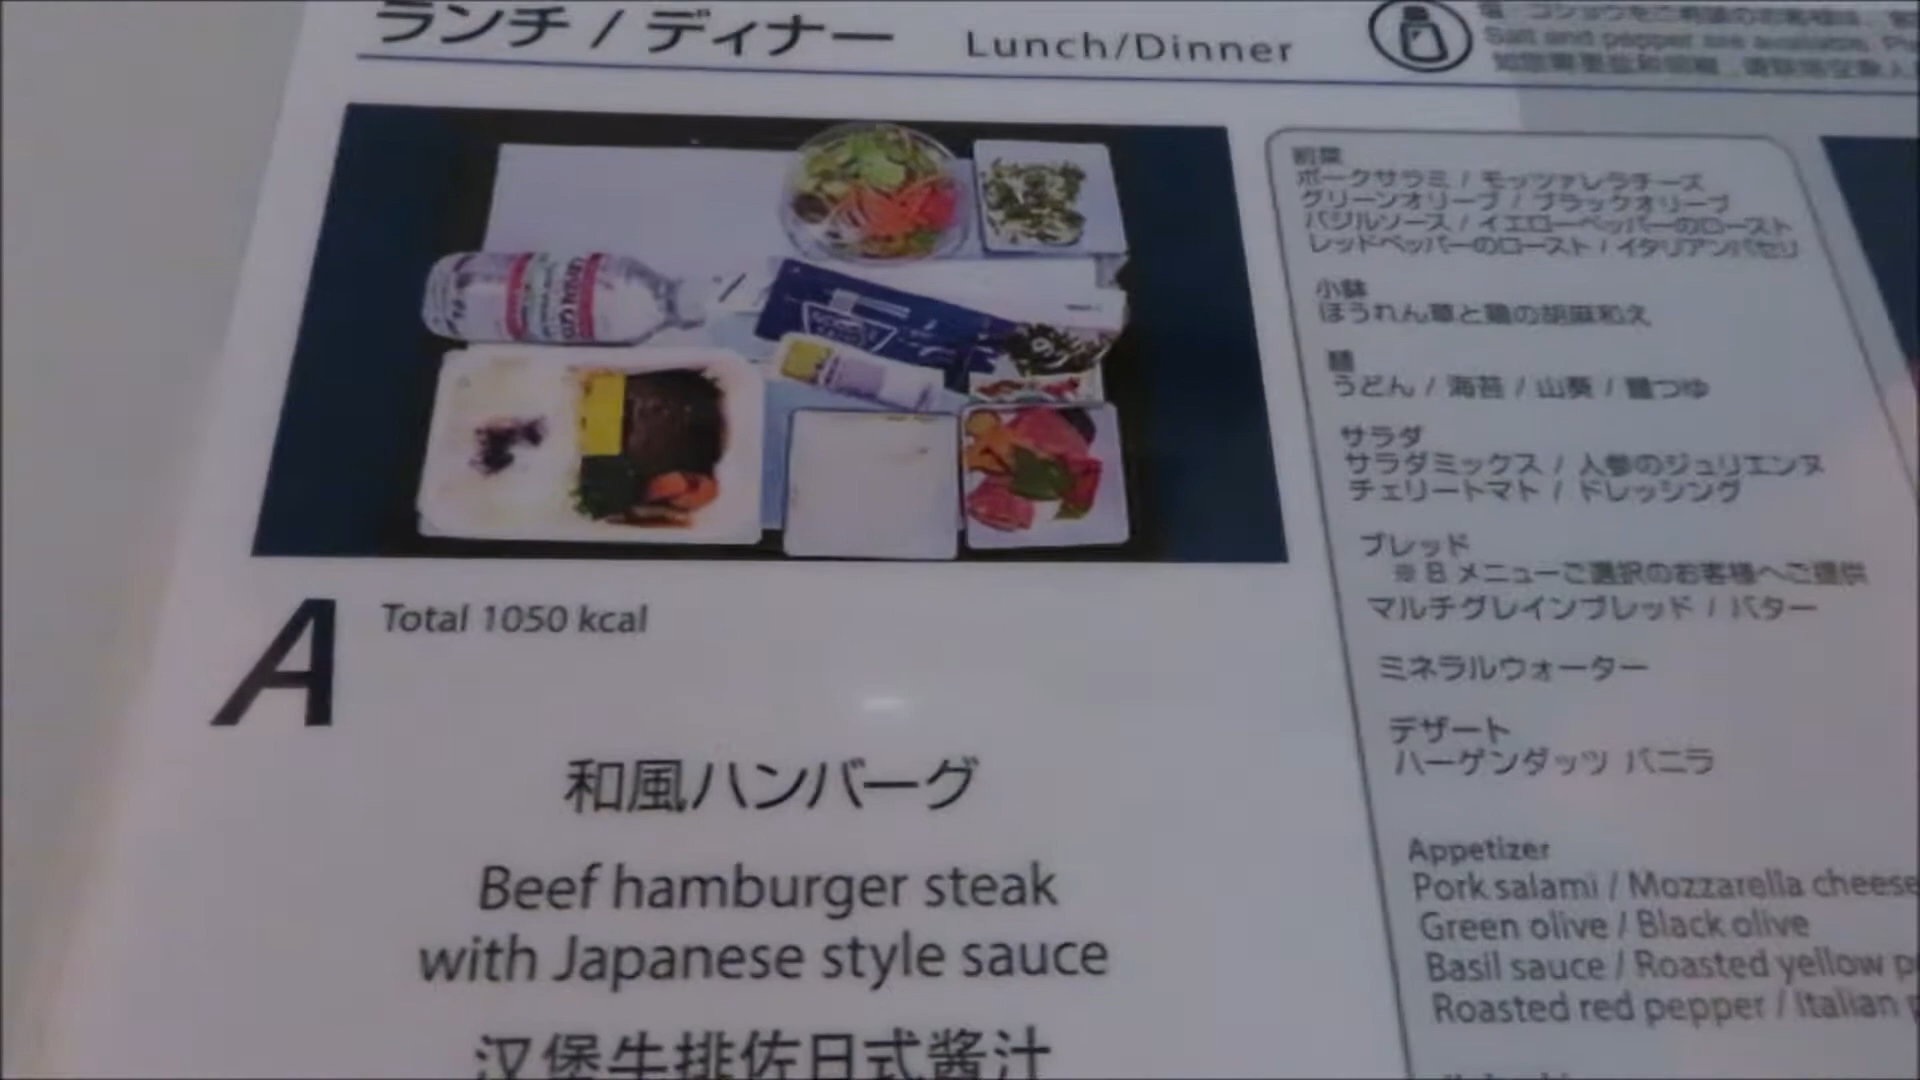 ランチ / ディナー Lunch/Dinner
Salt and pepper are available.
前菜
ポークサラミ / モッツァレラチーズ
グリーンオリーブ / ブラックオリーブ
バジルソース / イエローペッパーのロースト
レッドペッパーのロースト / イタリアンパセリ
小鉢
ほうれん草と鶏の胡麻和え
麺
うどん / 海苔 / 山葵 / 麺つゆ
サラダ
サラダミックス / 人参のジュリエンヌ
チェリートマト / ドレッシング
ブレッド
※ B メニューご選択のお客様へご提供
マルチグレインブレッド / バター
ミネラルウォーター
デザート
ハーゲンダッツ バニラ
A
Total 1050 kcal
和風ハンバーグ
Beef hamburger steak
with Japanese style sauce
汉堡牛排佐日式酱汁
Appetizer
Pork salami / Mozzarella cheese
Green olive / Black olive
Basil sauce / Roasted yellow
Roasted red pepper / Italian